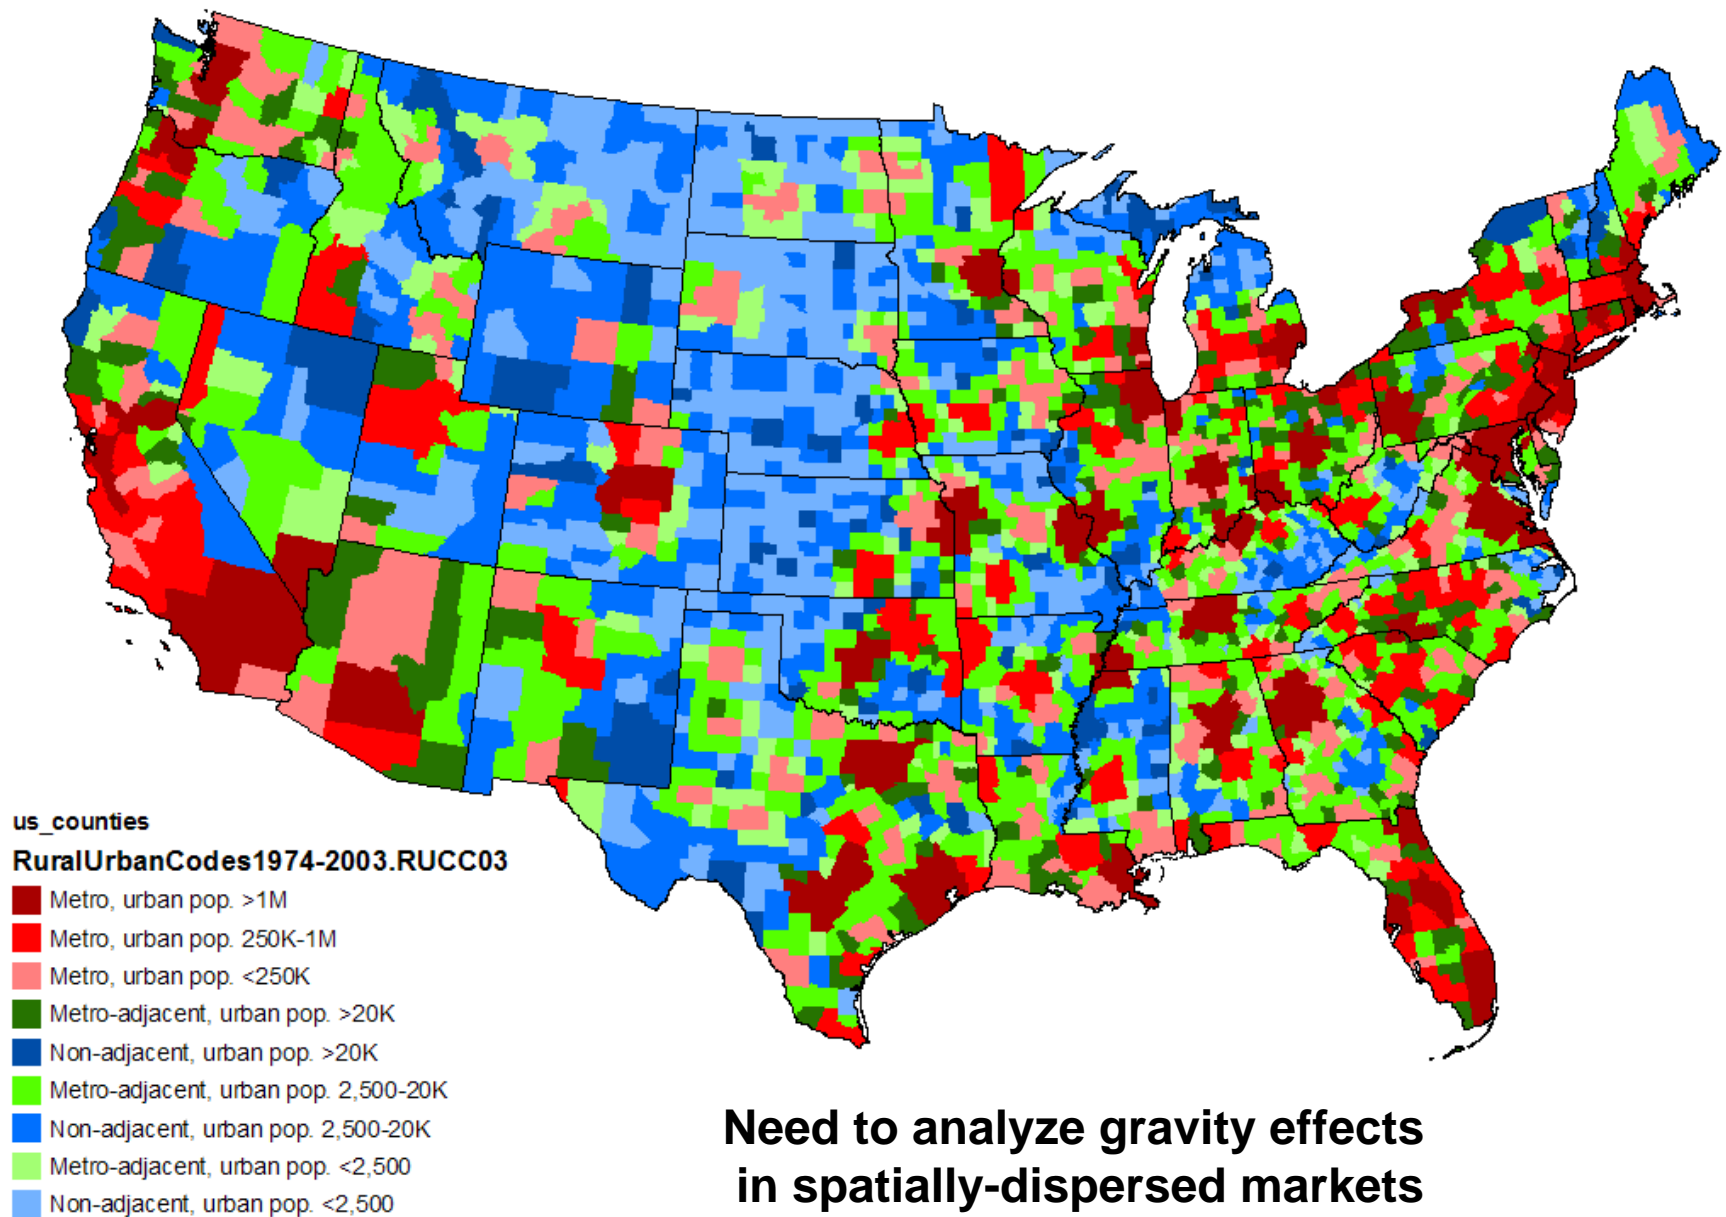 us_counties
RuralUrbanCodes1974-2003.RUCC03
Metro, urban pop. >1M
Metro, urban pop. 250K-1M
Metro, urban pop. <250K
Metro-adjacent, urban pop. >20K
Non-adjacent, urban pop. >20K
Metro-adjacent, urban pop. 2,500-20K
Non-adjacent, urban pop. 2,500-20K
Metro-adjacent, urban pop. <2,500
Non-adjacent, urban pop. <2,500
Need to analyze gravity effects
in spatially-dispersed markets